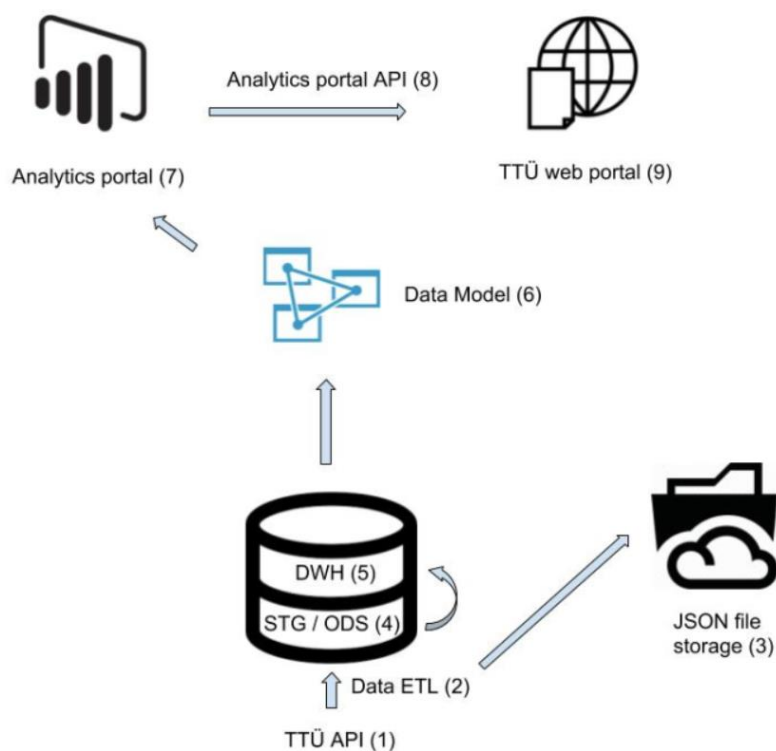 Analytics portal API (8)
Analytics portal (7)
TTÜ web portal (9)
Data Model (6)
DWH (5)
STG / ODS (4)
JSON file
storage (3)
Data ETL (2)
TTÜ API (1)